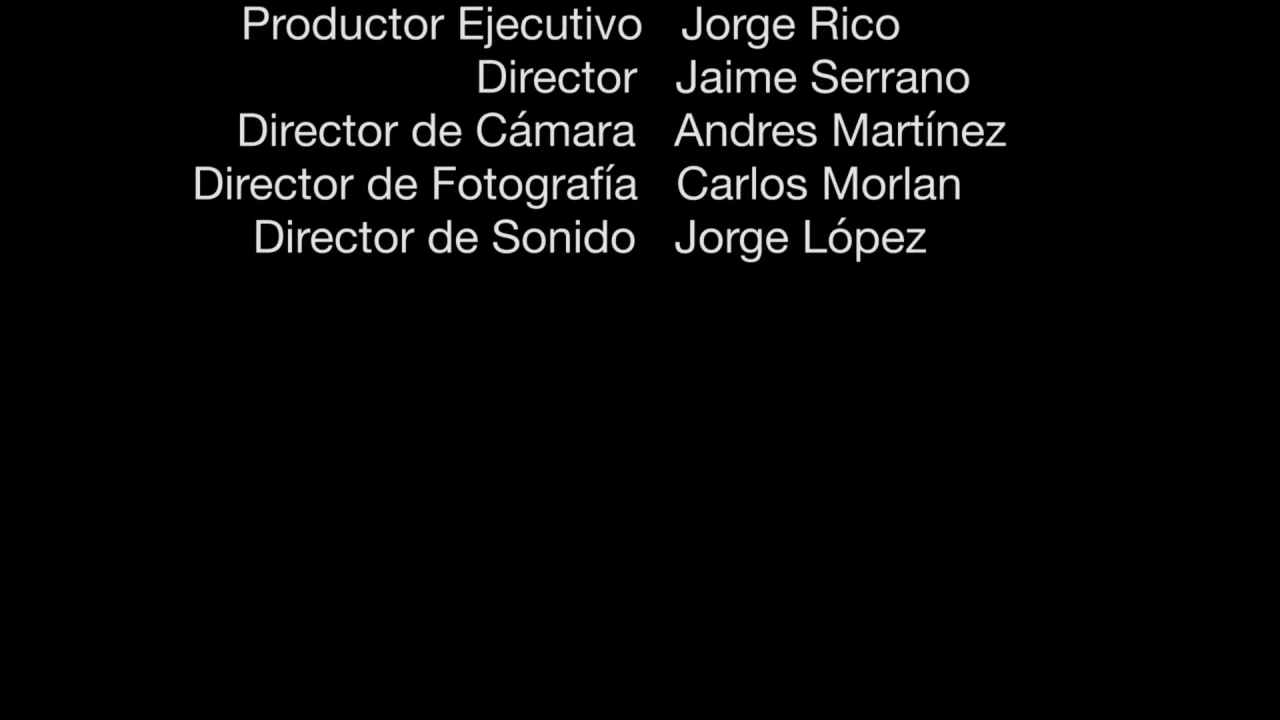 Productor Ejecutivo Jorge Rico
Director Jaime Serrano
Director de Cámara Andres Martínez
Director de Fotografía Carlos Morlan
Director de Sonido Jorge López